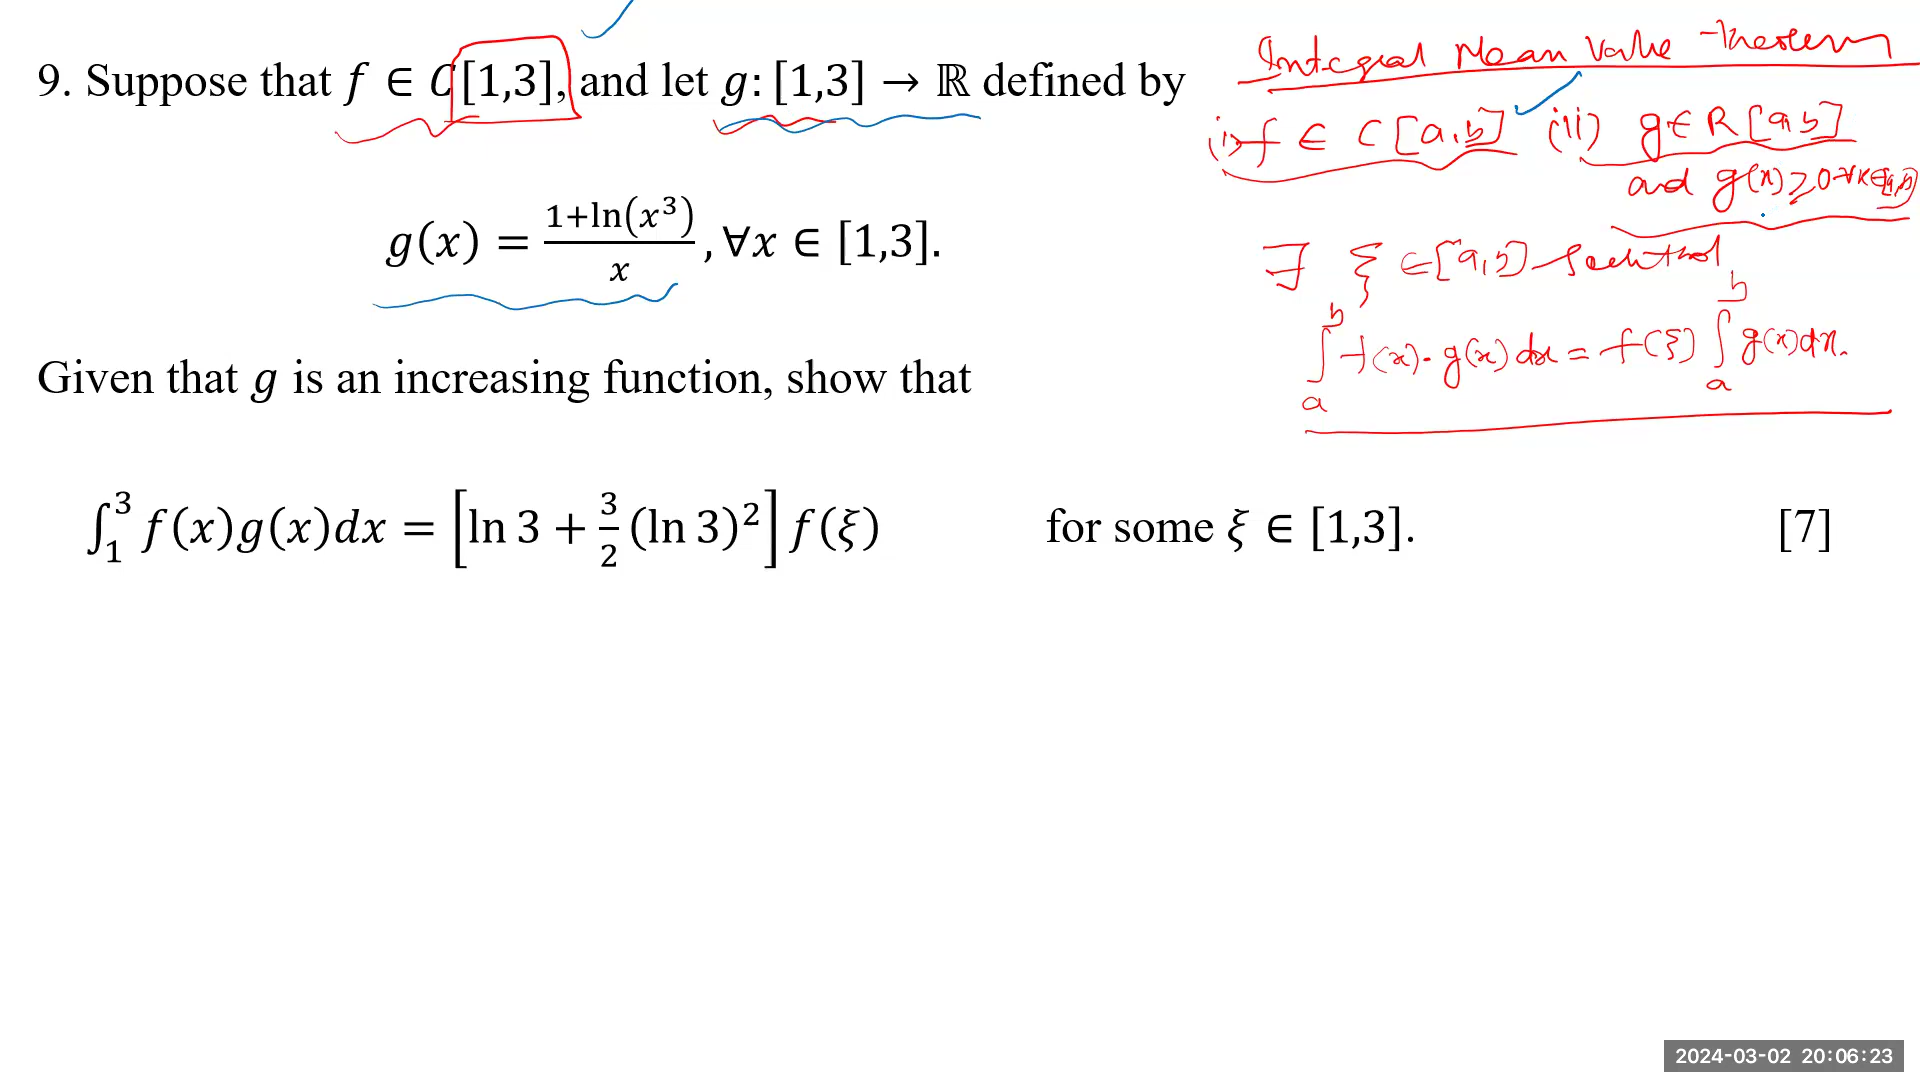 9. Suppose that f ∈ C[1,3], and let g: [1,3] → ℝ defined by
g(x) = (1+ln(x³))/x , ∀x ∈ [1,3].
Given that g is an increasing function, show that
∫₁³ f(x)g(x)dx = [ln 3 + 3/2 (ln 3)²] f(ξ) for some ξ ∈ [1,3]. [7]
Integral Mean Value Theorem
(i) f ∈ C[a,b] (ii) g ∈ R[a,b]
and g(x) ≥ 0 ∀x∈[a,b]
∃ ξ ∈ [a,b] such that
∫ₐᵇ f(x)·g(x) dx = f(ξ) ∫ₐᵇ g(x)dx.
2024-03-02 20:06:23